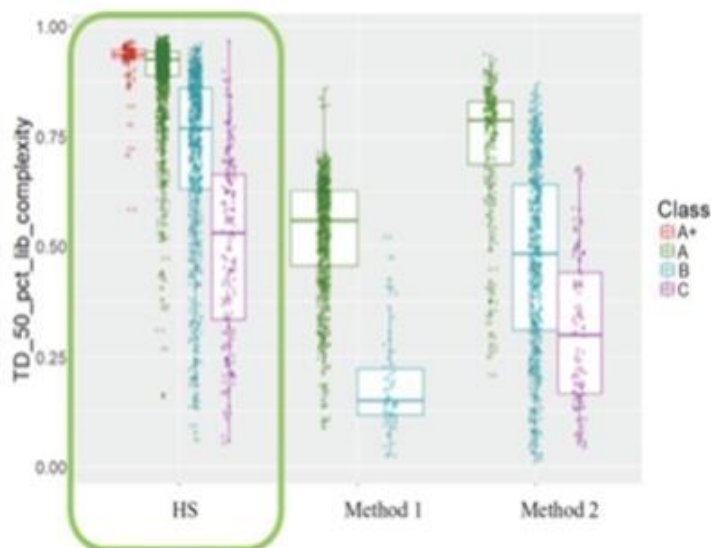 TD_50_pct_lib_complexity
1.00
0.75
0.50
0.25
0.00
HS
Method 1
Method 2
Class
A+
A
B
C